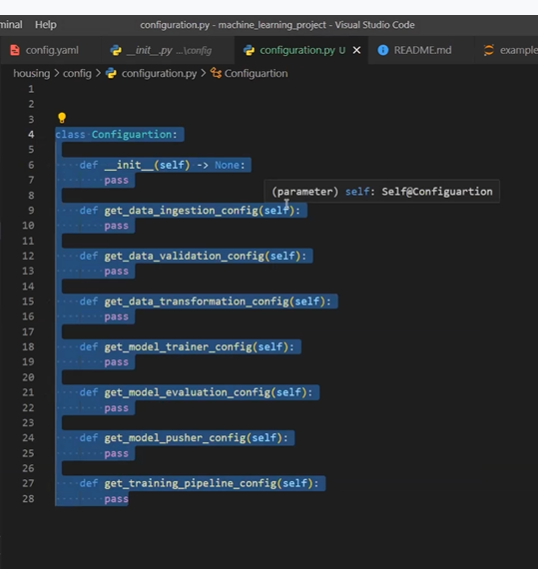 minal Help configuration.py - machine_learning_project - Visual Studio Code
config.yaml __init__.py ...\config configuration.py U × README.md example
housing > config > configuration.py > Configuartion
1
2
3
4 class Configuartion:
5
6 def __init__(self) -> None:
7 pass
(parameter) self: Self@Configuartion
8
9 def get_data_ingestion_config(self):
10 pass
11
12 def get_data_validation_config(self):
13 pass
14
15 def get_data_transformation_config(self):
16 pass
17
18 def get_model_trainer_config(self):
19 pass
20
21 def get_model_evaluation_config(self):
22 pass
23
24 def get_model_pusher_config(self):
25 pass
26
27 def get_training_pipeline_config(self):
28 pass